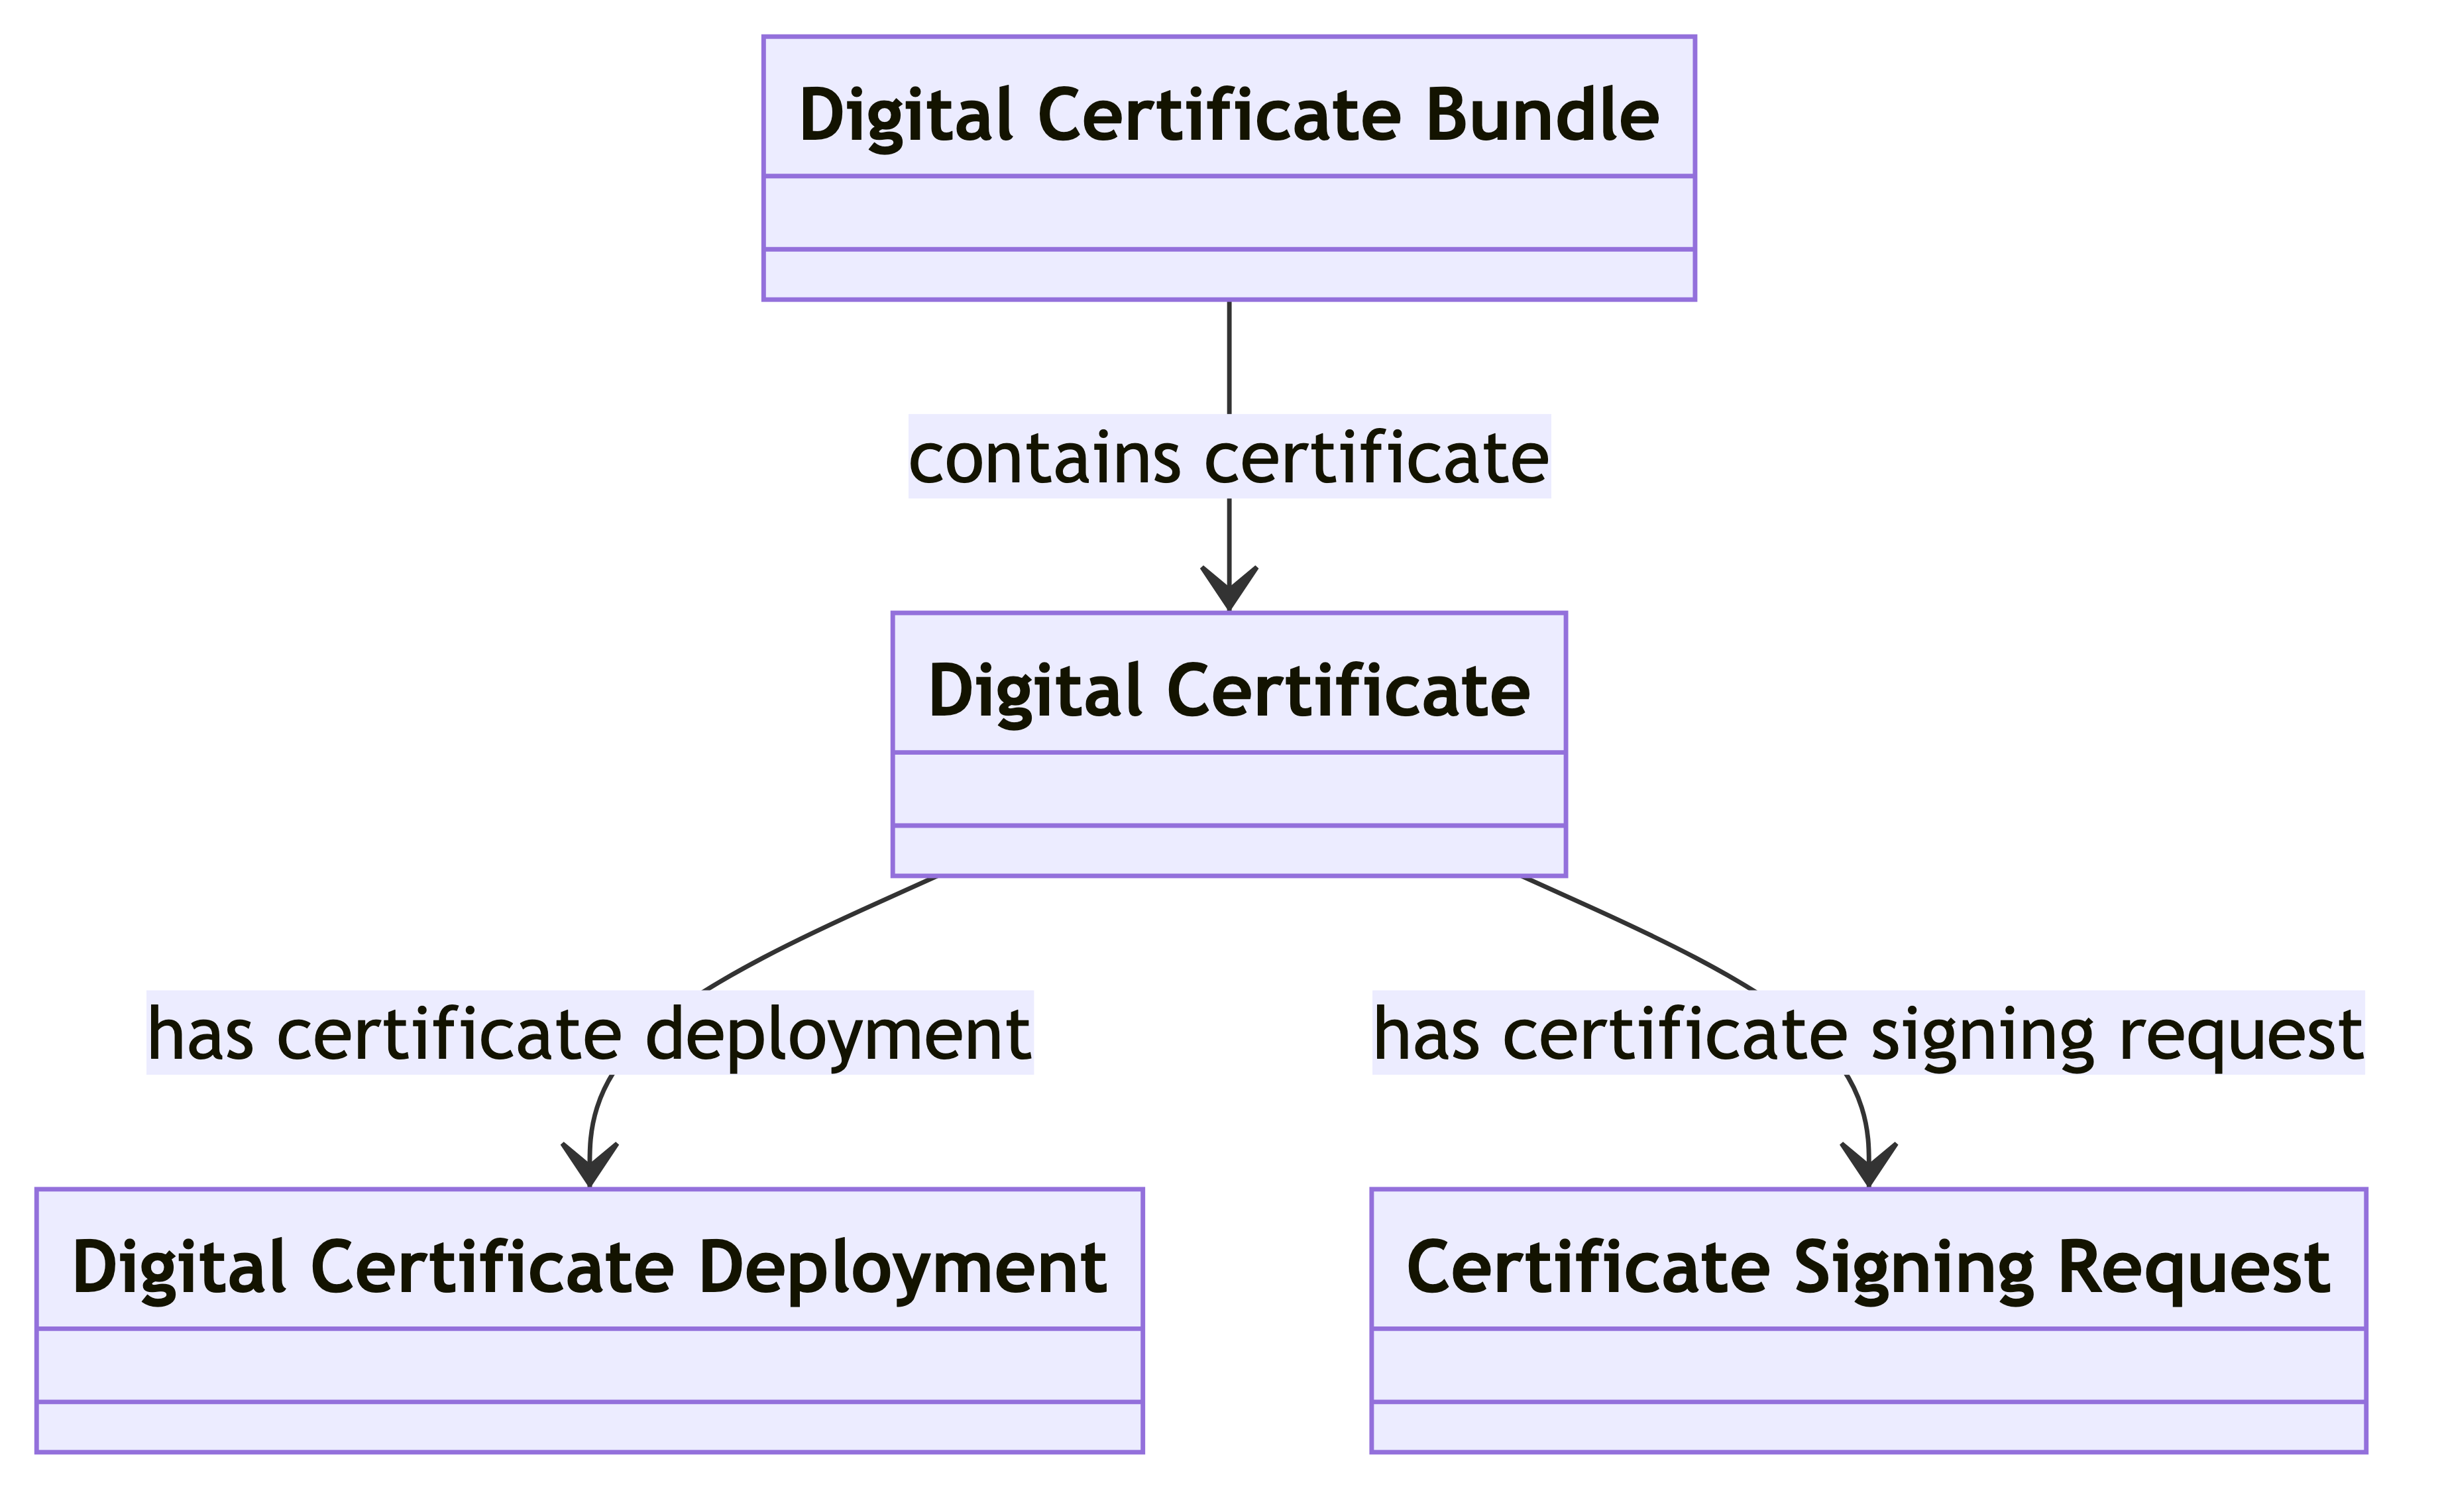 Digital Certificate Bundle
contains certificate
Digital Certificate
has certificate deployment
has certificate signing request
Digital Certificate Deployment
Certificate Signing Request